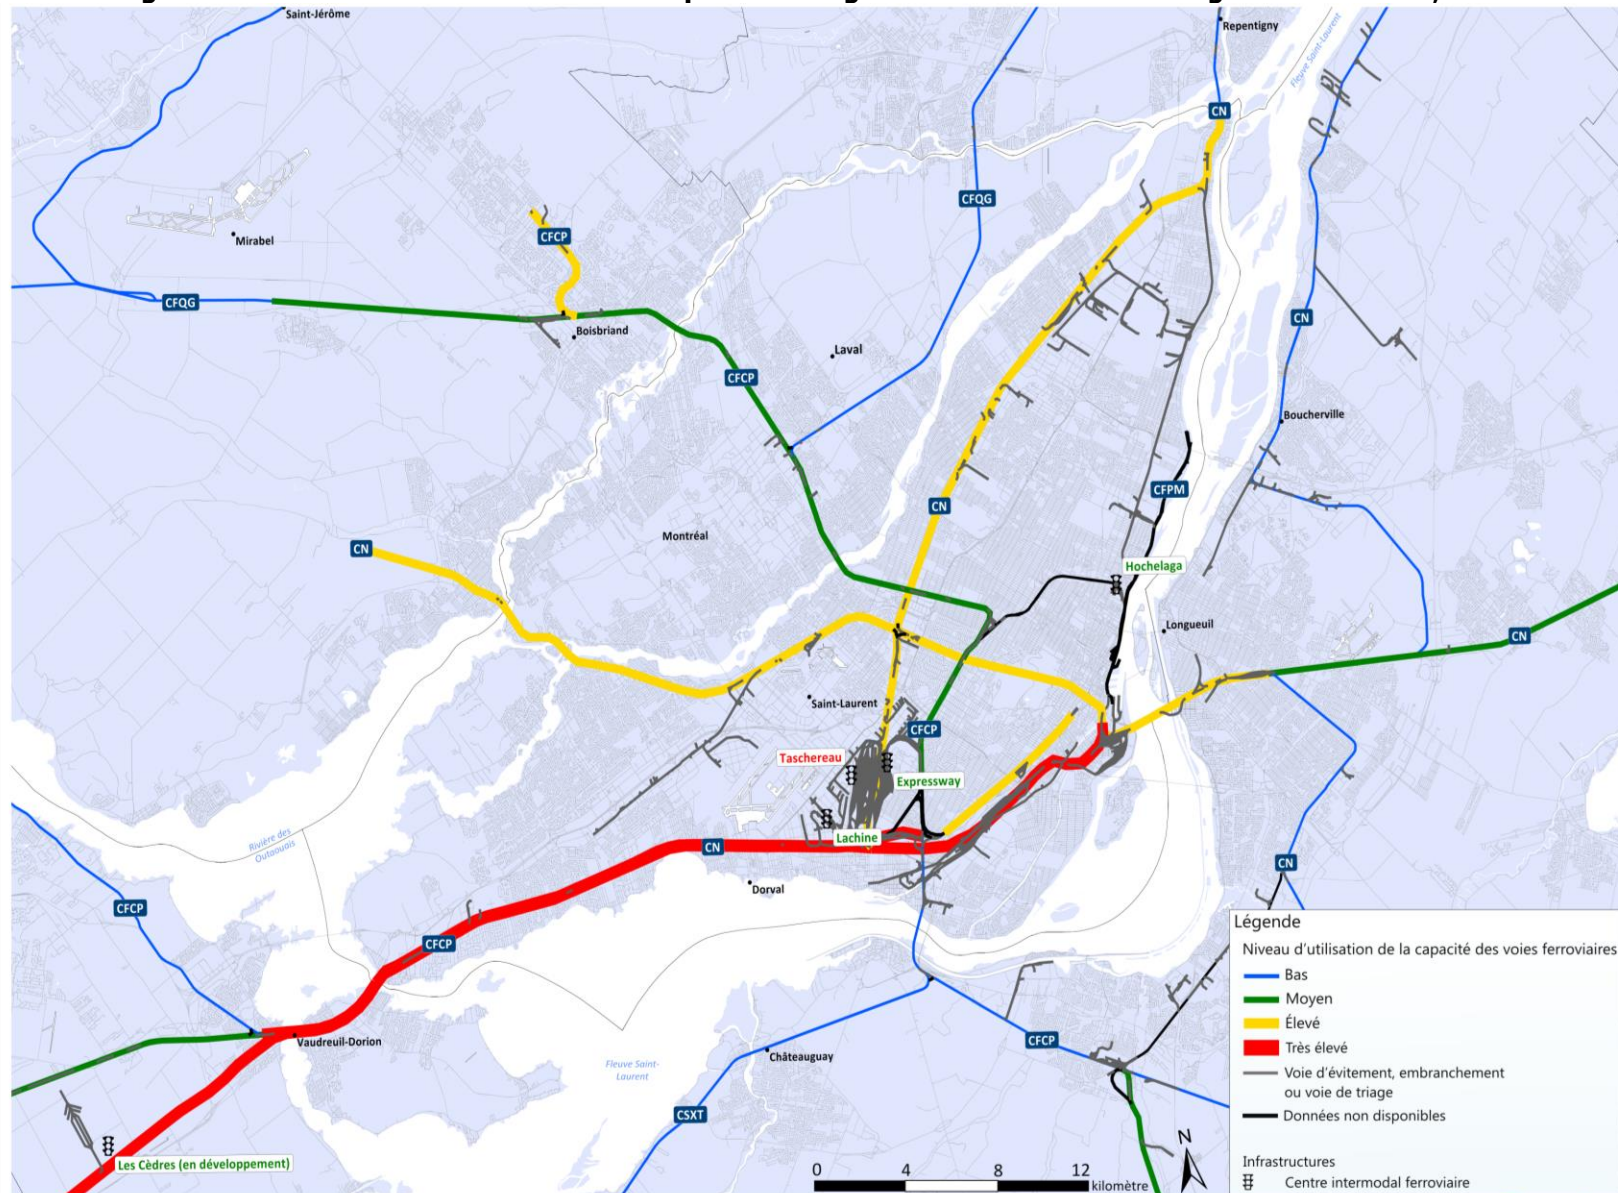 Saint-Jérôme
Repentigny
Fleuve Saint-Laurent
CN
CFQG
Mirabel
CFCP
CFQG
CN
Boisbriand
Laval
CFCP
Boucherville
CFPM
CN
Montréal
CN
Hochelaga
Longueuil
CN
Saint-Laurent
CFCP
Taschereau
Expressway
Lachine
Rivière des
Outaouais
CN
CN
Dorval
CFCP
CFCP
Légende
Niveau d'utilisation de la capacité des voies ferroviaires
Bas
Moyen
Élevé
Très élevé
Voie d'évitement, embranchement
ou voie de triage
Données non disponibles
Infrastructures
Centre intermodal ferroviaire
Vaudreuil-Dorion
CFCP
Châteauguay
Fleuve Saint-
Laurent
CSXT
Les Cèdres (en développement)
N
0 4 8 12
kilomètre